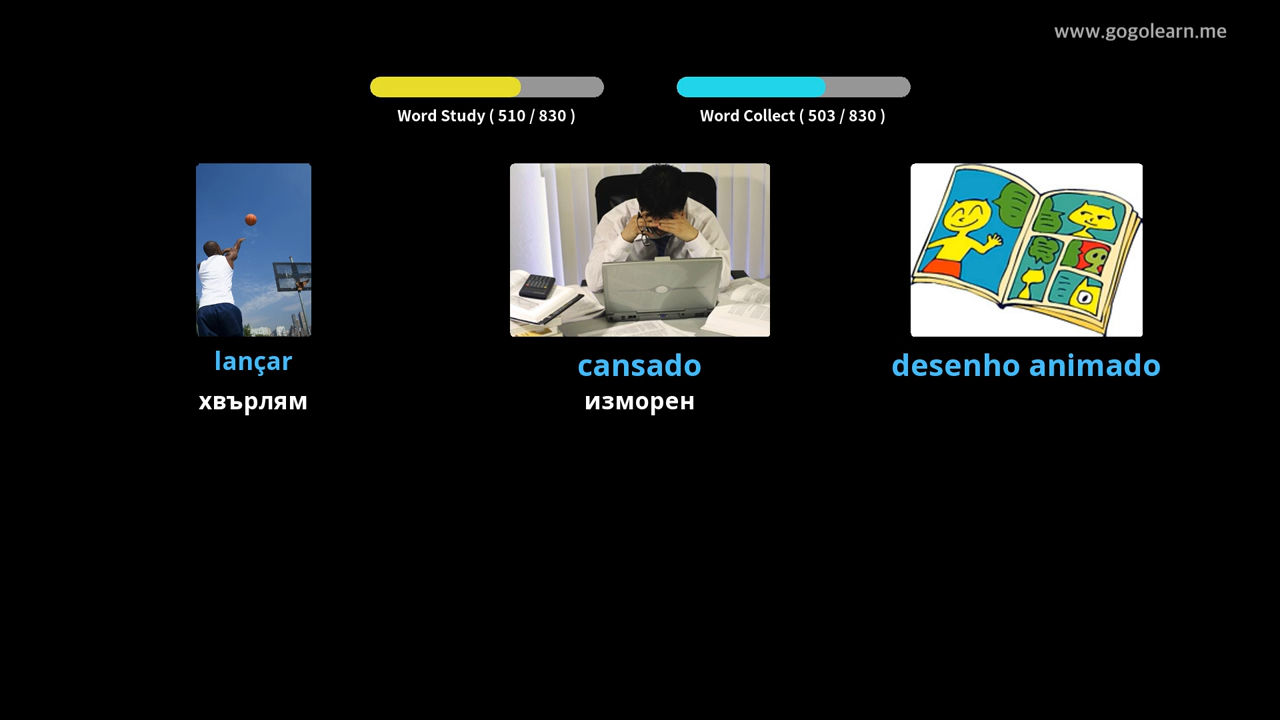 www.gogolearn.me
Word Study ( 510 / 830 )
Word Collect ( 503 / 830 )
lançar
хвърлям
cansado
изморен
desenho animado